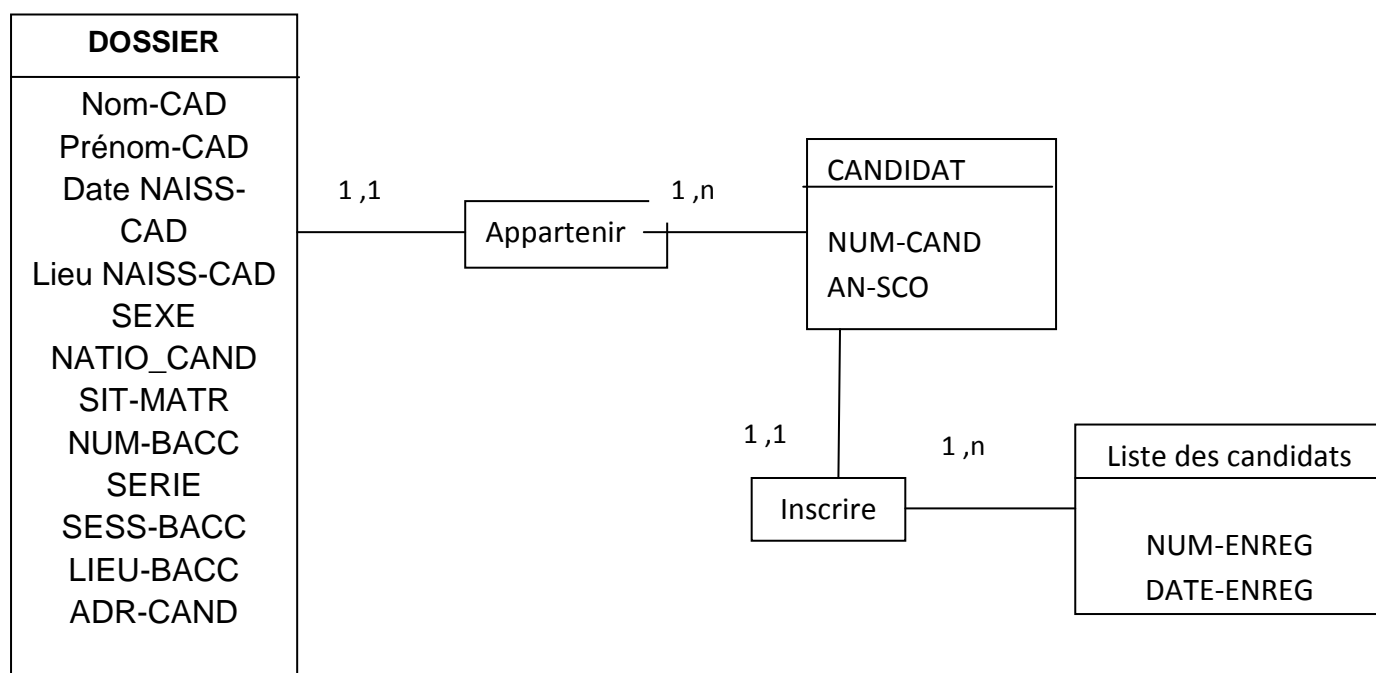 DOSSIER
Nom-CAD
Prénom-CAD
Date NAISS-
CAD
Lieu NAISS-CAD
SEXE
NATIO_CAND
SIT-MATR
NUM-BACC
SERIE
SESS-BACC
LIEU-BACC
ADR-CAND
1 ,1
Appartenir
1 ,n
CANDIDAT
NUM-CAND
AN-SCO
1 ,1
Inscrire
1 ,n
Liste des candidats
NUM-ENREG
DATE-ENREG